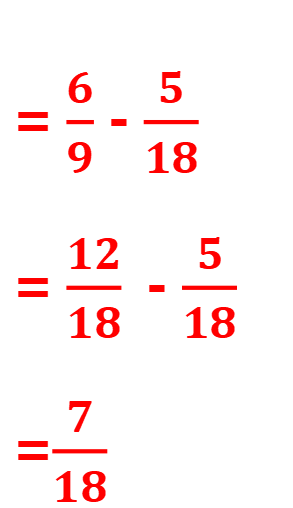 = 6/9 - 5/18
= 12/18 - 5/18
= 7/18